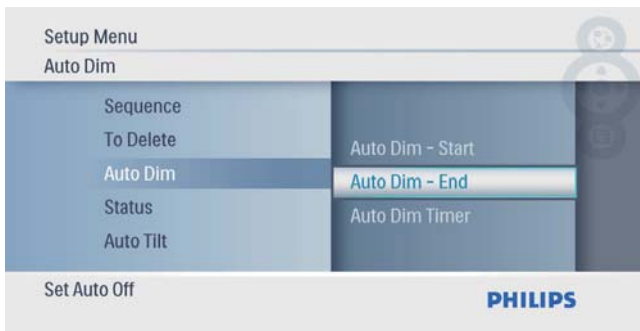 Setup Menu
Auto Dim
Sequence
To Delete
Auto Dim
Status
Auto Tilt
Auto Dim - Start
Auto Dim - End
Auto Dim Timer
Set Auto Off
PHILIPS